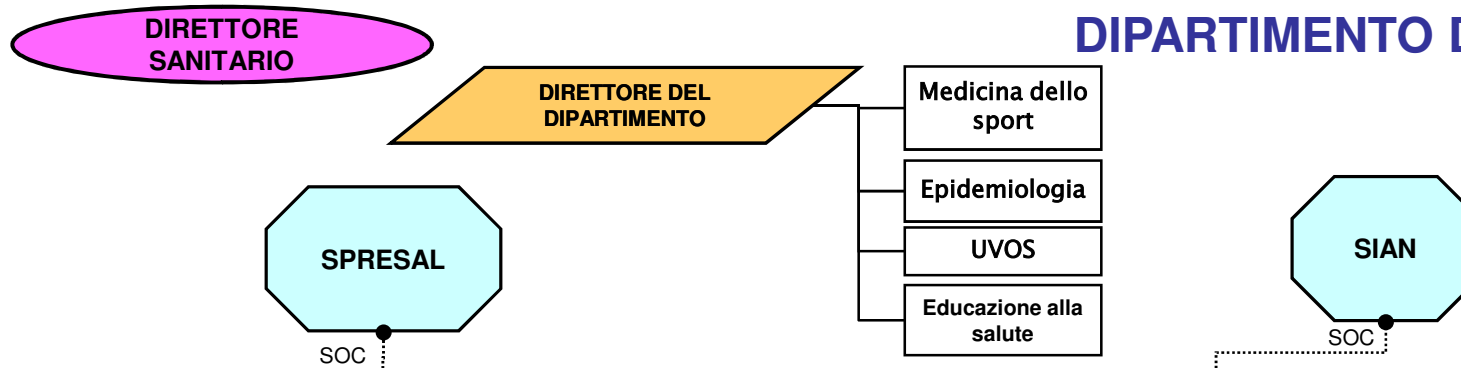 DIRETTORE
SANITARIO
DIPARTIMENTO
DIRETTORE DEL
DIPARTIMENTO
Medicina dello
sport
Epidemiologia
UVOS
Educazione alla
salute
SPRESAL
SOC
SIAN
SOC